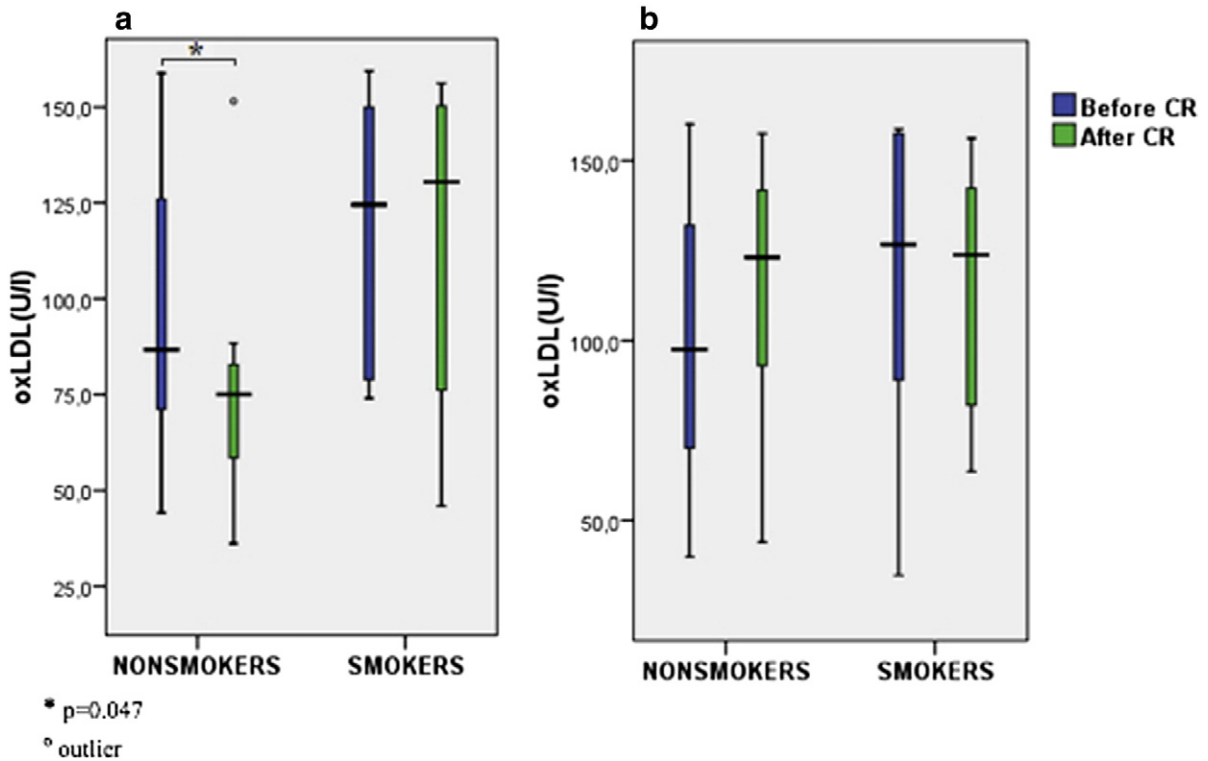 a
*
oxLDL(U/l)
150,0
125,0
100,0
75,0
50,0
25,0
NONSMOKERS
SMOKERS
* p=0.047
° outlier
b
oxLDL(U/l)
150,0
100,0
50,0
NONSMOKERS
SMOKERS
Before CR
After CR